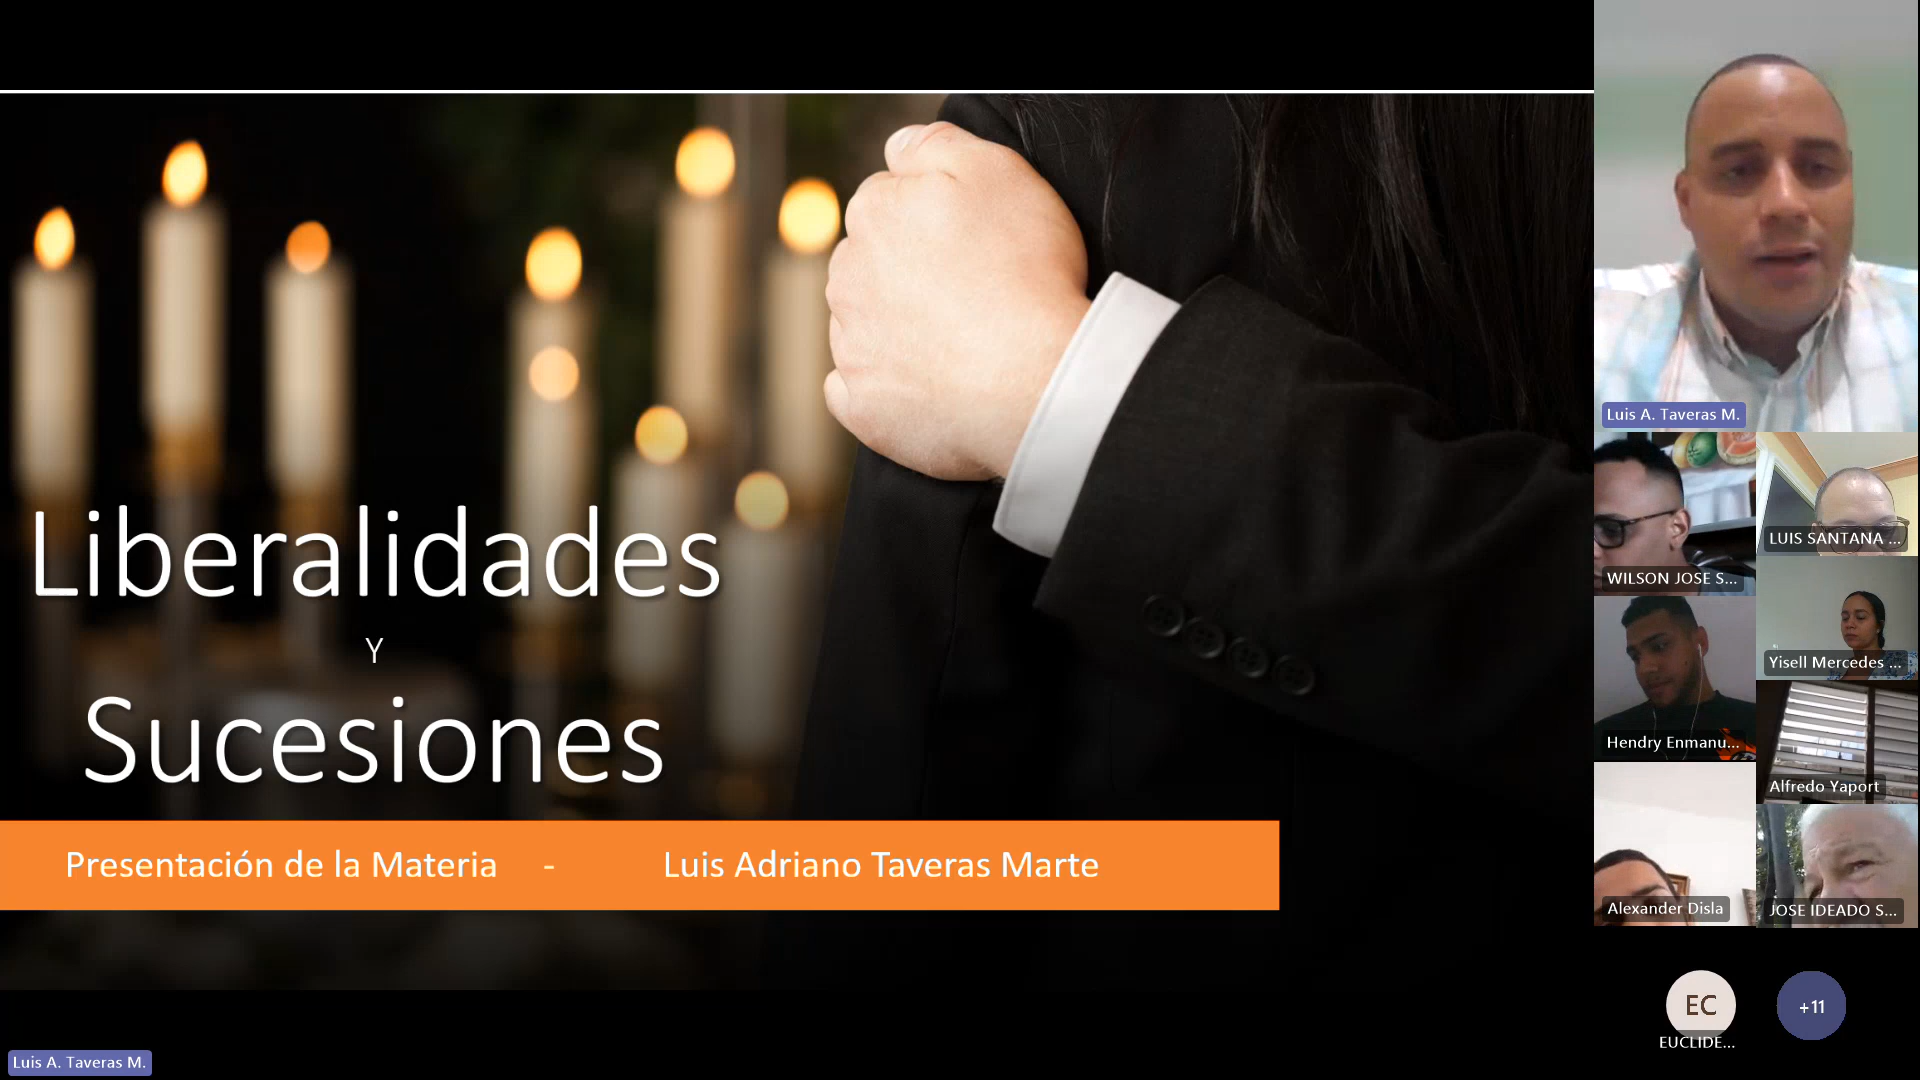 Liberalidades
Y
Sucesiones
Presentación de la Materia - Luis Adriano Taveras Marte
Luis A. Taveras M.
Luis A. Taveras M.
WILSON JOSE S...
LUIS SANTANA ...
Yisell Mercedes ...
Hendry Enmanu...
Alfredo Yaport
Alexander Disla
JOSE IDEADO S...
EC
EUCLIDE...
+11